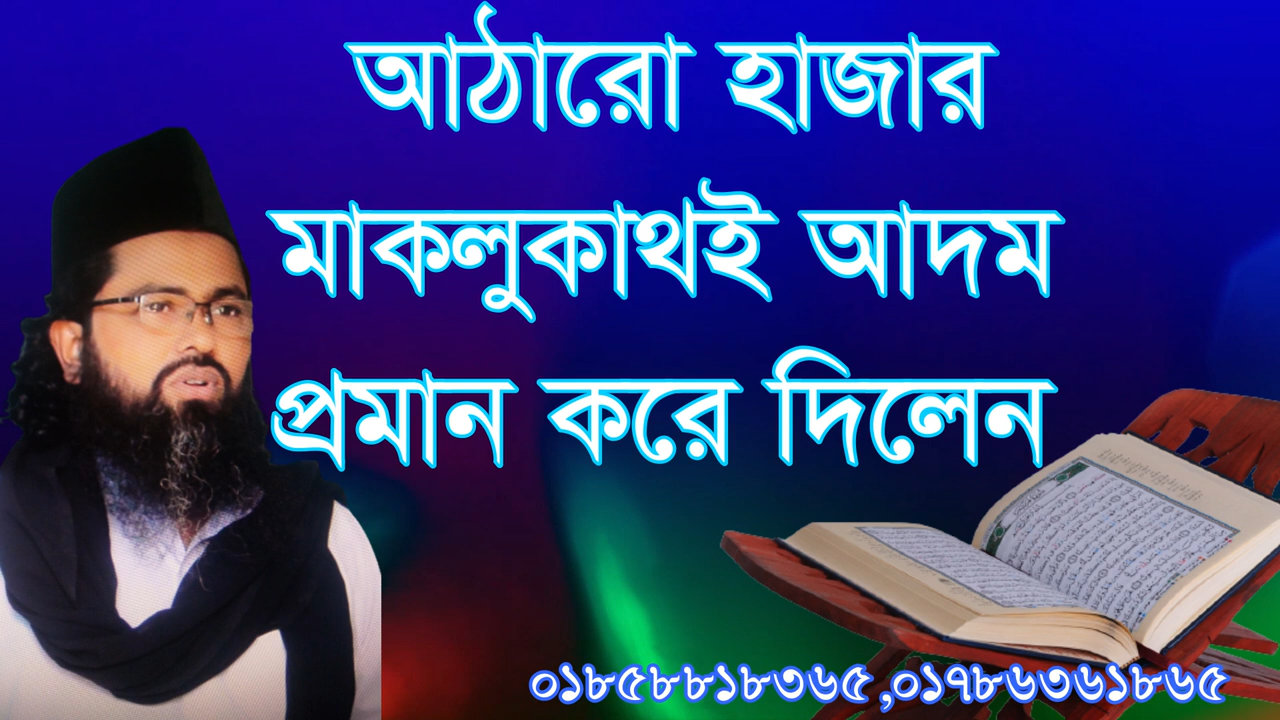 আঠারো হাজার
মাকলুকাথই আদম
প্রমান করে দিলেন
০১৮৫৮৮১৮৩৬৫,০১৭৮৬৩৬১৮৬৫